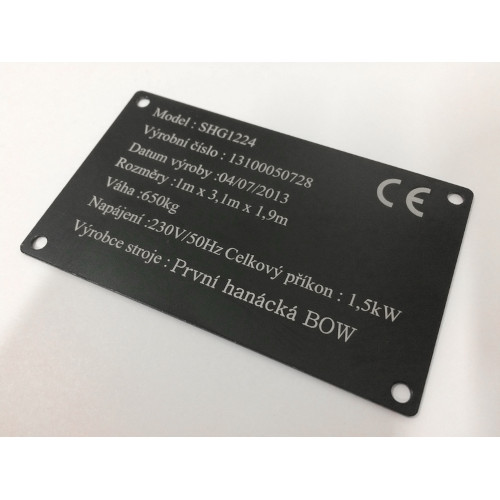 Model : SHG1224
Výrobní číslo : 13100050728
Datum výroby :04/07/2013
Rozměry :1m x 3,1m x 1,9m
Váha :650kg
Napájení :230V/50Hz Celkový příkon : 1,5kW
Výrobce stroje : První hanácká BOW
CE